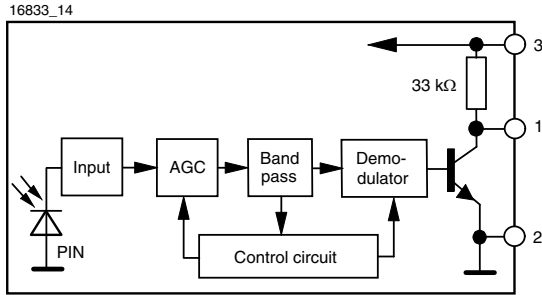 16833_14
3
33 kΩ
1
Input
AGC
Band
pass
Demo-
dulator
PIN
Control circuit
2